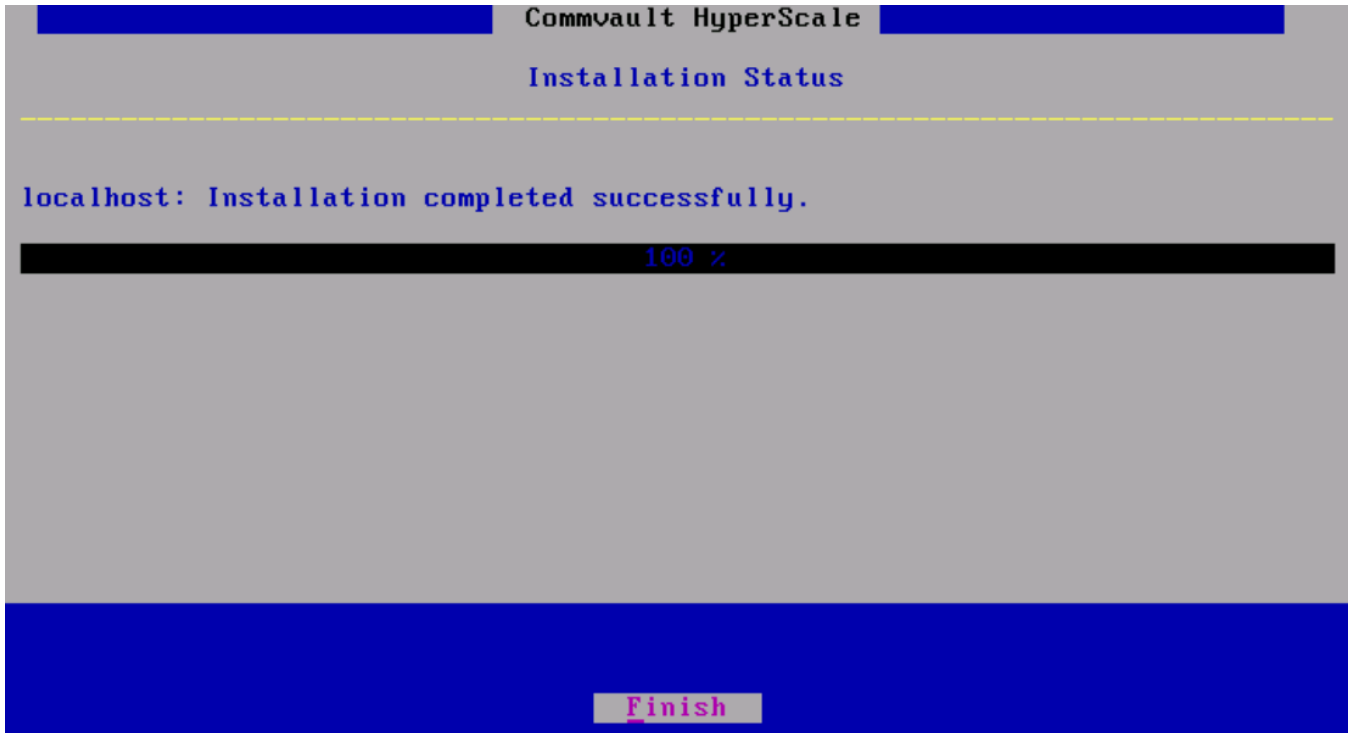 Commvault HyperScale
Installation Status
localhost: Installation completed successfully.
100 %
Finish